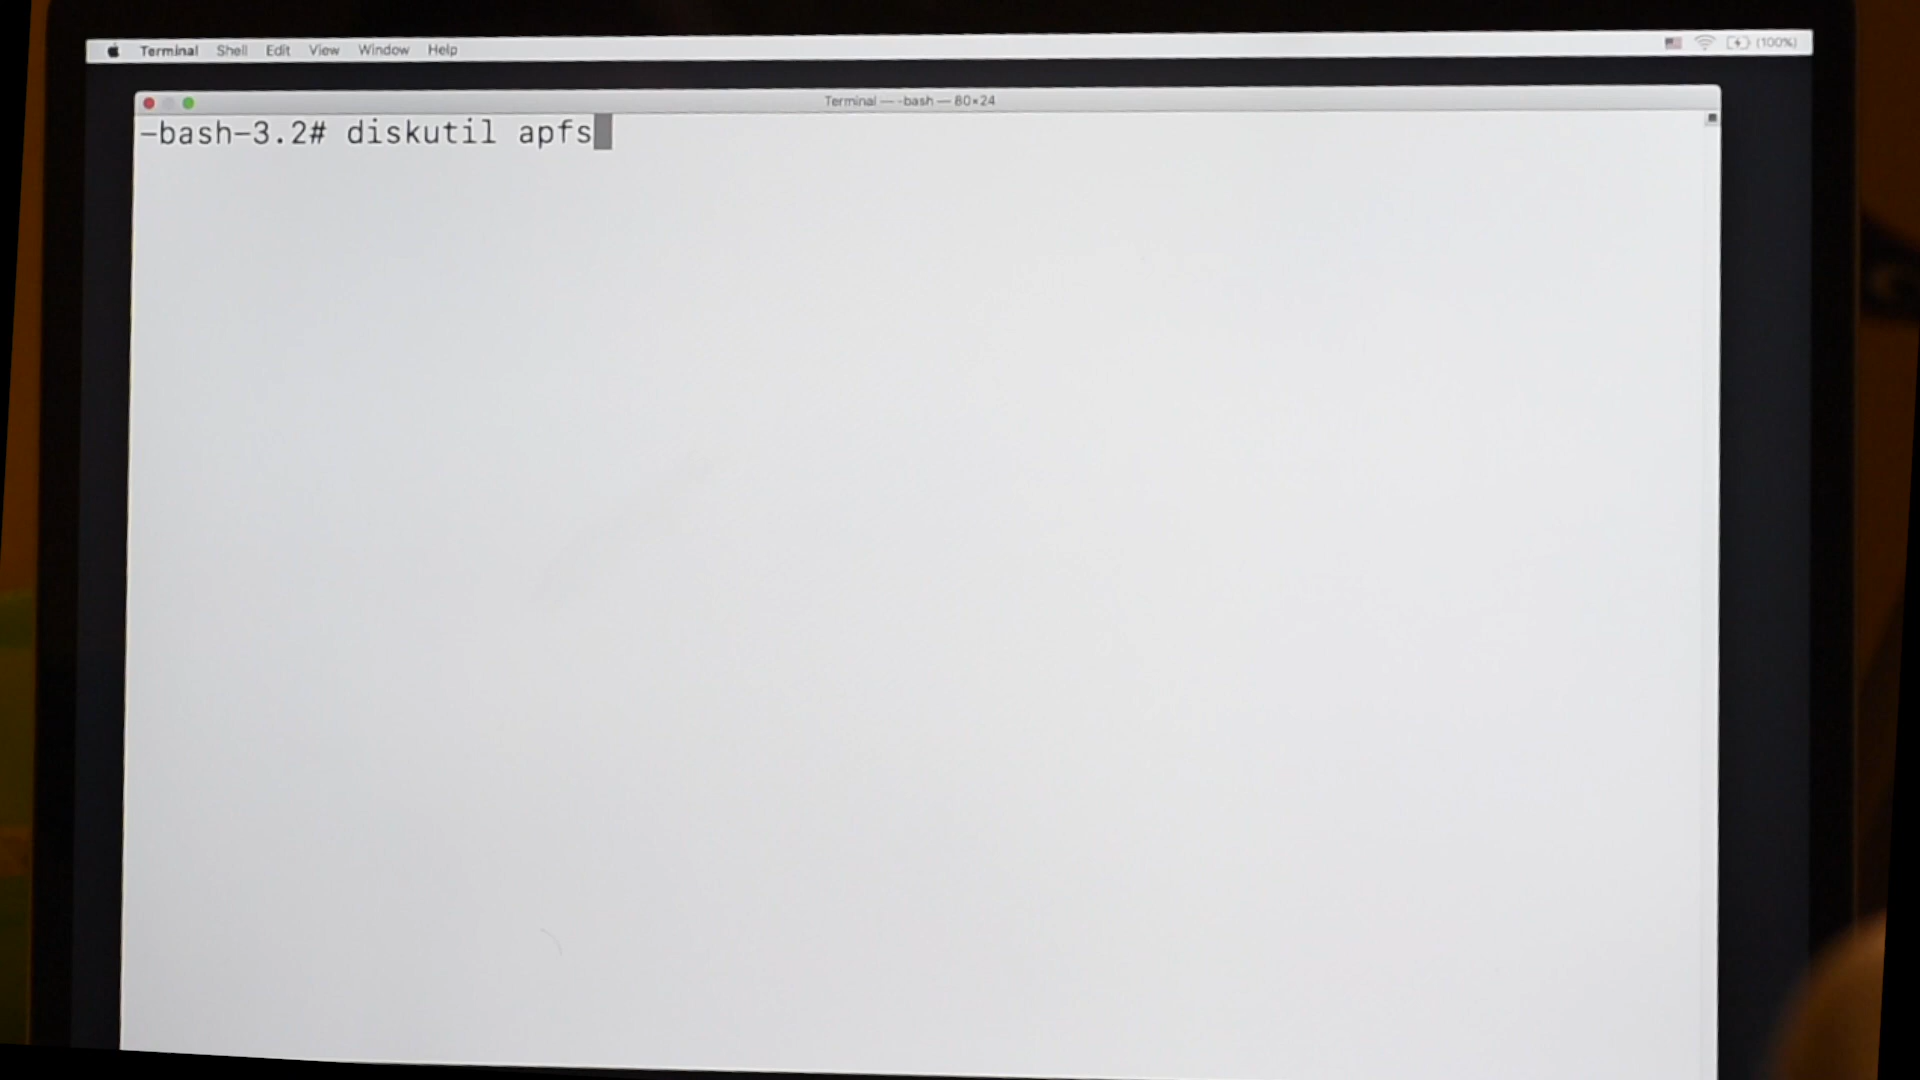 Terminal Shell Edit View Window Help (100%)
Terminal — -bash — 80×24
-bash-3.2# diskutil apfs